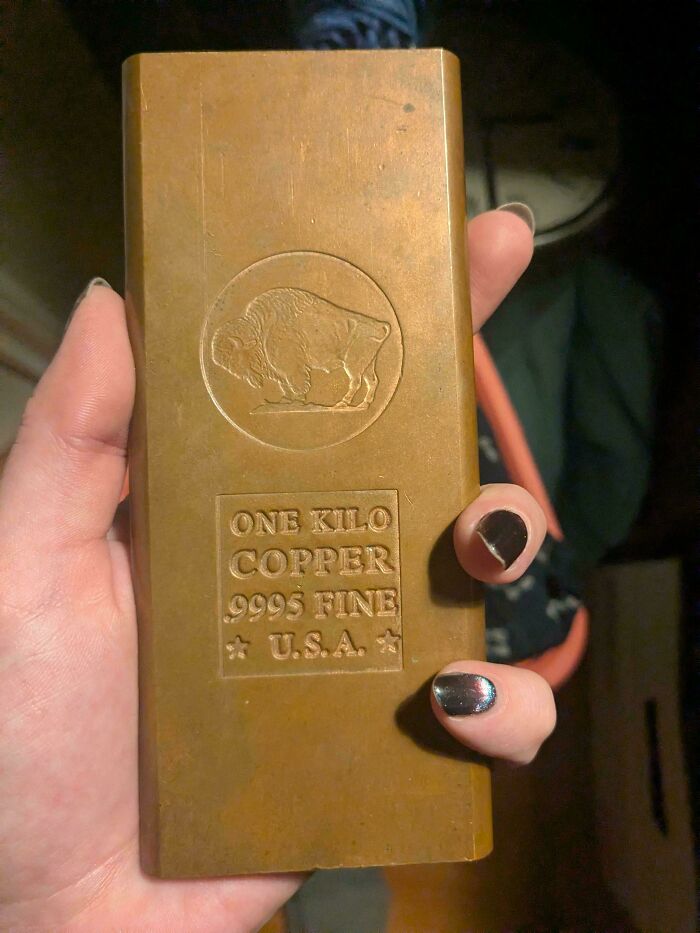 ONE KILO
COPPER
.9995 FINE
★ U.S.A. ★